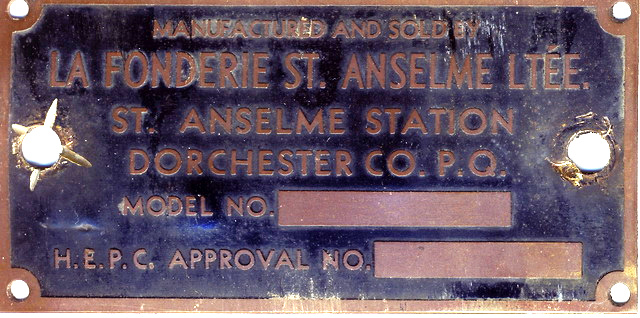 MANUFACTURED AND SOLD BY
LA FONDERIE ST. ANSELME LTÉE.
ST. ANSELME STATION
DORCHESTER CO. P.Q.
MODEL NO.
H.E.P.C. APPROVAL NO.